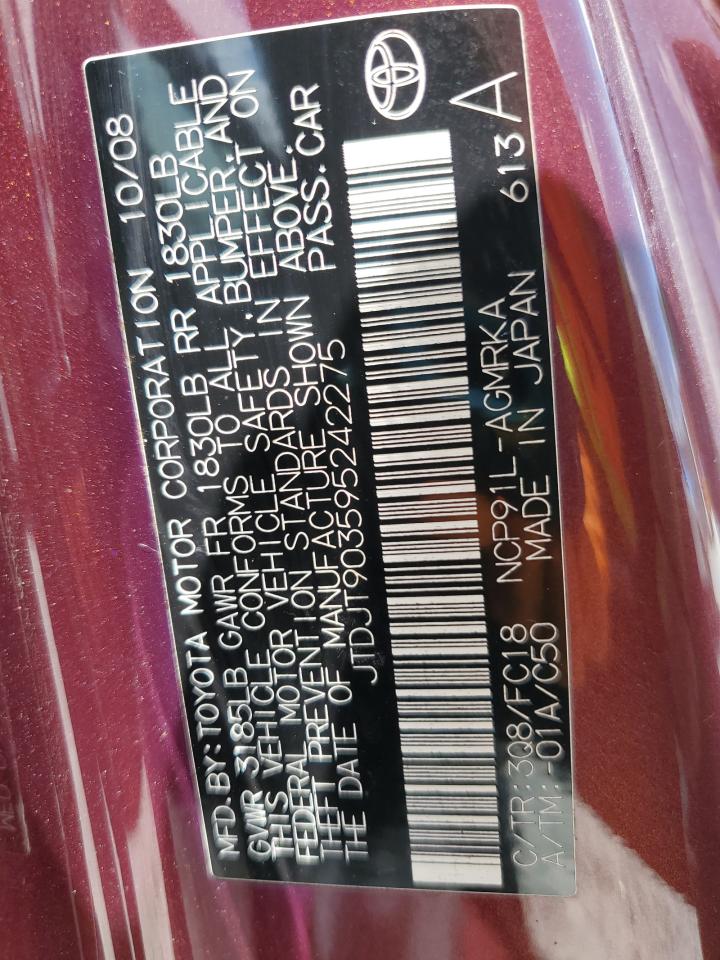 MFD. BY: TOYOTA MOTOR CORPORATION 10/08
GVWR 3185LB GAWR FR 1830LB RR 1830LB
THIS VEHICLE CONFORMS TO ALL APPLICABLE
FEDERAL MOTOR VEHICLE SAFETY, BUMPER, AND
THEFT PREVENTION STANDARDS IN EFFECT ON
THE DATE OF MANUFACTURE SHOWN ABOVE.
JTDJT903595242275 PASS. CAR
C/TR: 3Q8/FC18 NCP91L-AGMRKA
A/TM: -01A/C50 MADE IN JAPAN 613 A